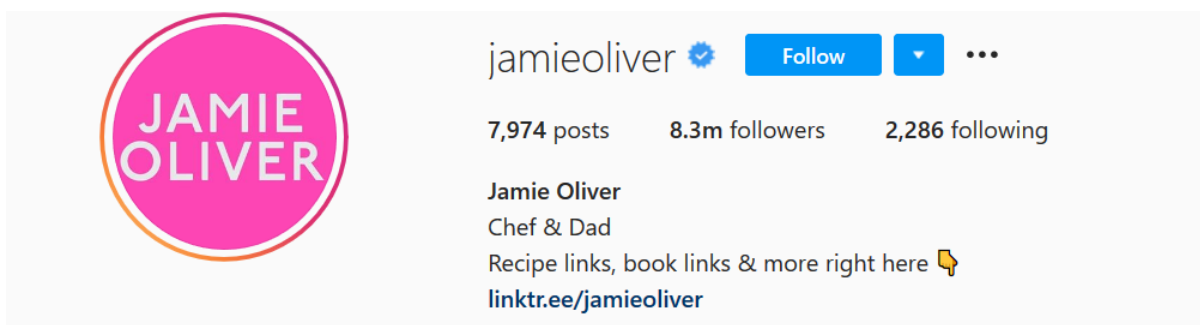 JAMIE
OLIVER
jamieoliver Follow
7,974 posts 8.3m followers 2,286 following
Jamie Oliver
Chef & Dad
Recipe links, book links & more right here 👇
linktr.ee/jamieoliver